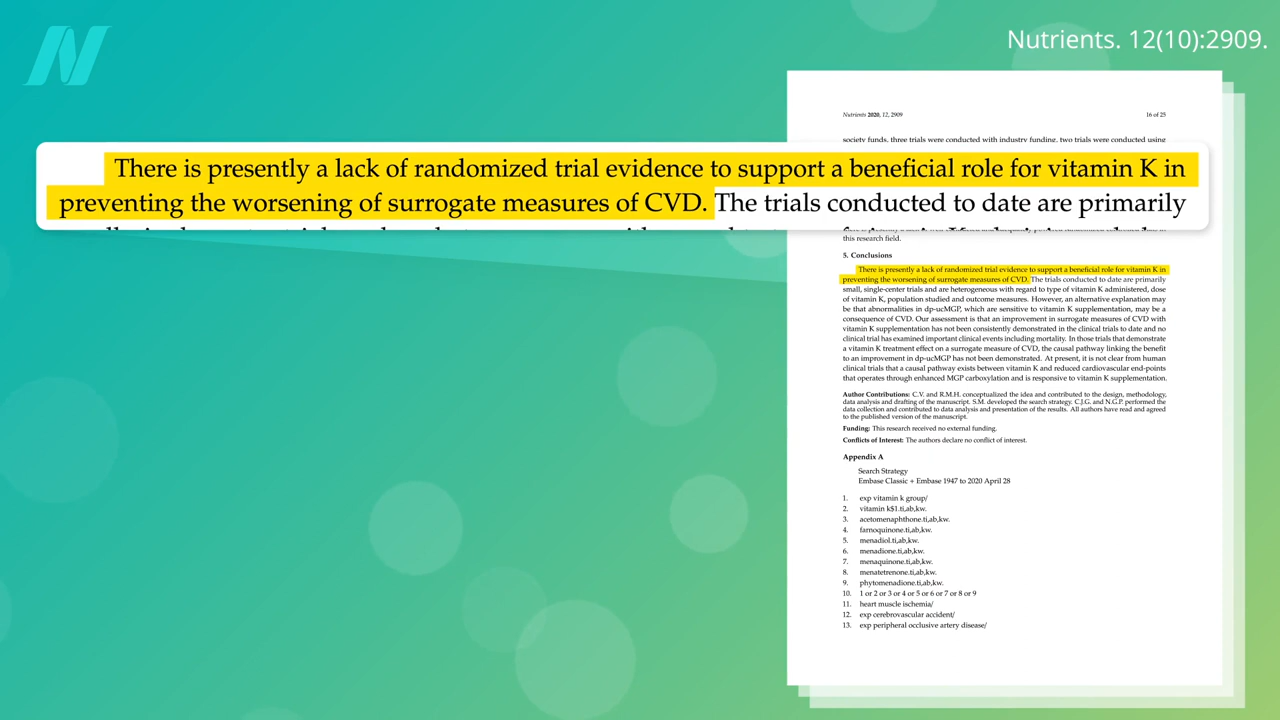 Nutrients. 12(10):2909.
Nutrients 2020, 12, 2909
16 of 25
society funds, three trials were conducted with industry funding, two trials were conducted using
There is presently a lack of randomized trial evidence to support a beneficial role for vitamin K in
preventing the worsening of surrogate measures of CVD. The trials conducted to date are primarily
this research field.
5. Conclusions
There is presently a lack of randomized trial evidence to support a beneficial role for vitamin K in
preventing the worsening of surrogate measures of CVD. The trials conducted to date are primarily
small, single-center trials and are heterogeneous with regard to type of vitamin K administered, dose
of vitamin K, population studied and outcome measures. However, an alternative explanation may
be that abnormalities in dp-ucMGP, which are sensitive to vitamin K supplementation, may be a
consequence of CVD. Our assessment is that an improvement in surrogate measures of CVD with
vitamin K supplementation has not been consistently demonstrated in the clinical trials to date and no
clinical trial has examined important clinical events including mortality. In those trials that demonstrate
a vitamin K treatment effect on a surrogate measure of CVD, the causal pathway linking the benefit
to an improvement in dp-ucMGP has not been demonstrated. At present, it is not clear from human
clinical trials that a causal pathway exists between vitamin K and reduced cardiovascular end-points
that operates through enhanced MGP carboxylation and is responsive to vitamin K supplementation.
Author Contributions: C.V. and R.M.H. conceptualized the idea and contributed to the design, methodology,
data analysis and drafting of the manuscript. S.M. developed the search strategy. C.J.G. and N.G.P. performed the
data collection and contributed to data analysis and presentation of the results. All authors have read and agreed
to the published version of the manuscript.
Funding: This research received no external funding.
Conflicts of Interest: The authors declare no conflict of interest.
Appendix A
Search Strategy
Embase Classic + Embase 1947 to 2020 April 28
1. exp vitamin k group/
2. vitamin k$1.ti,ab,kw.
3. acetomenaphthone.ti,ab,kw.
4. farnoquinone.ti,ab,kw.
5. menadiol.ti,ab,kw.
6. menadione.ti,ab,kw.
7. menaquinone.ti,ab,kw.
8. menatetrenone.ti,ab,kw.
9. phytomenadione.ti,ab,kw.
10. 1 or 2 or 3 or 4 or 5 or 6 or 7 or 8 or 9
11. heart muscle ischemia/
12. exp cerebrovascular accident/
13. exp peripheral occlusive artery disease/